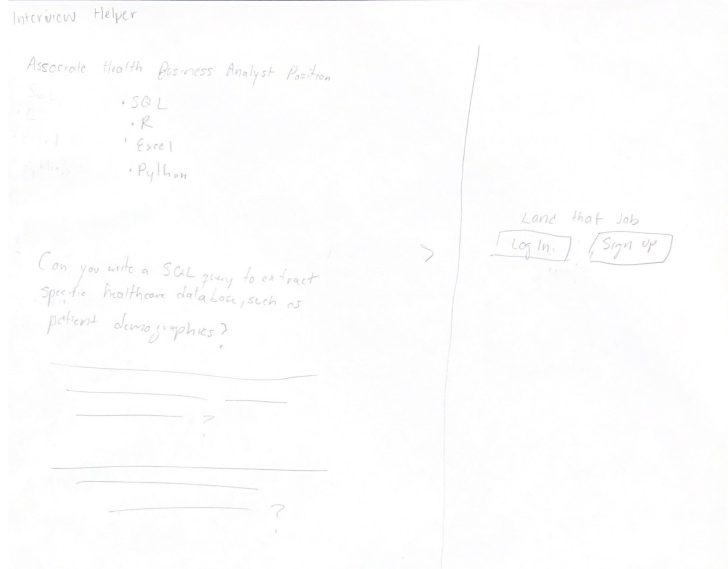 Interview Helper
Associate Health Business Analyst Position
• SQL
• R
• Excel
• Python
Can you write a SQL query to extract
specific healthcare database, such as
patient demographics?
?
?
>
Land that Job
Log In.
Sign up